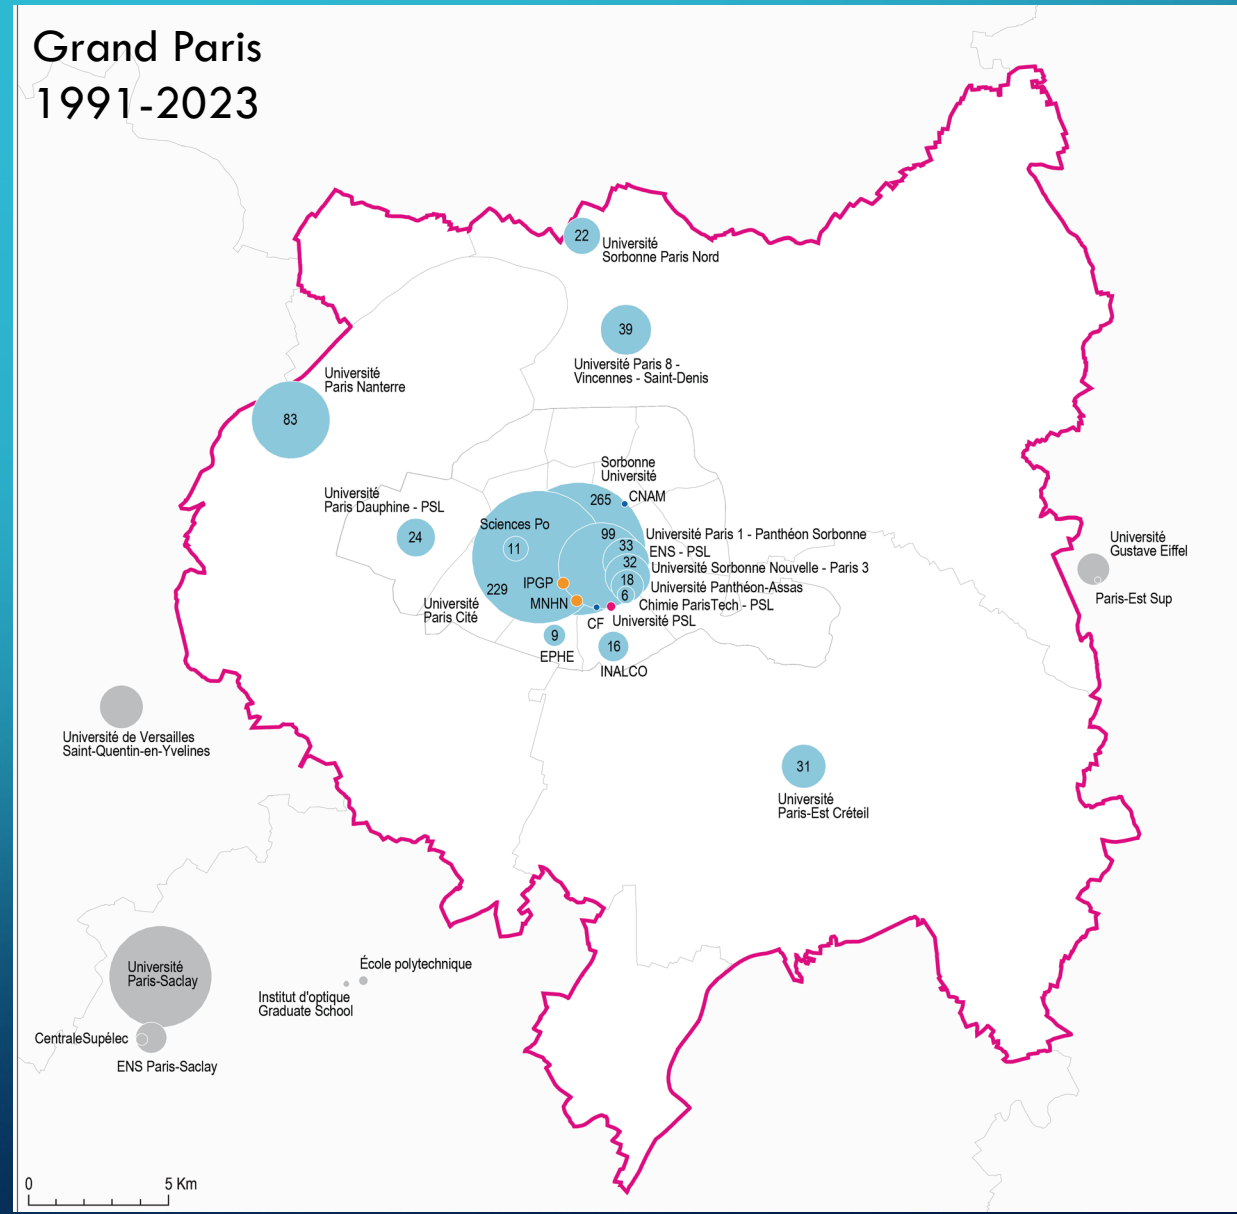 Grand Paris
1991-2023
22
Université
Sorbonne Paris Nord
39
Université Paris 8 -
Vincennes - Saint-Denis
Université
Paris Nanterre
83
Université
Paris Dauphine - PSL
24
Sorbonne
Université
265
CNAM
Sciences Po
11
99
Université Paris 1 - Panthéon Sorbonne
33
ENS - PSL
32
Université Sorbonne Nouvelle - Paris 3
18
Université Panthéon-Assas
6
Chimie ParisTech - PSL
IPGP
229
MNHN
Université
Paris Cité
CF
Université PSL
9
EPHE
16
INALCO
Université
Gustave Eiffel
Paris-Est Sup
Université de Versailles
Saint-Quentin-en-Yvelines
31
Université
Paris-Est Créteil
Université
Paris-Saclay
École polytechnique
Institut d'optique
Graduate School
CentraleSupélec
ENS Paris-Saclay
0
5 Km